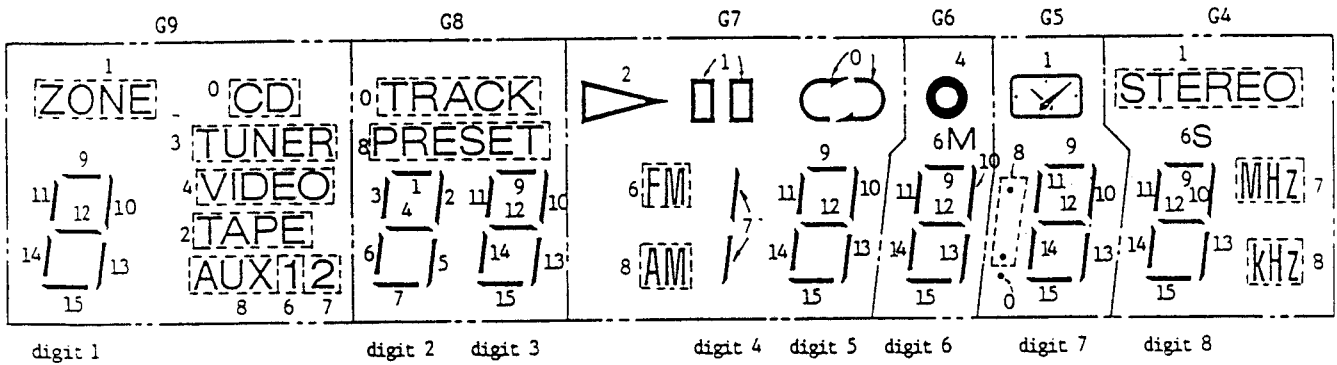 G9 G8 G7 G6 G5 G4
1 2 1 0 4 1 1
ZONE 0 CD 0 TRACK STEREO
3 TUNER 8 PRESET 6 M 6 S
9 9 10 8 9
11 10 12 4 VIDEO 3 1 2 4 11 9 10 12 6 FM 7 11 10 12 11 9 12 11 10 12 11 9 10 12 MHz 7
2 TAPE
14 13 15 6 5 7 14 13 15 8 AM 14 13 15 14 13 15 14 13 15 0 14 13 15 kHz 8
AUX 1 2
8 6 7
digit 1 digit 2 digit 3 digit 4 digit 5 digit 6 digit 7 digit 8